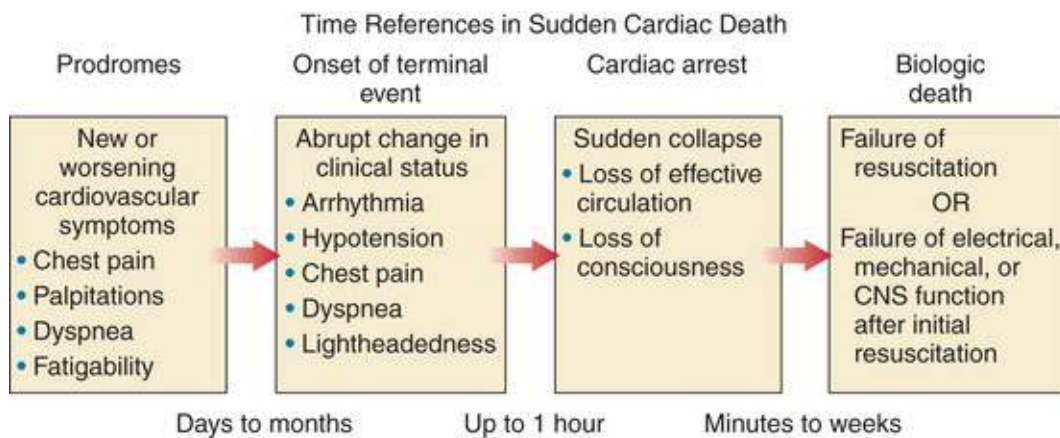 Time References in Sudden Cardiac Death
Prodromes
Onset of terminal
event
Cardiac arrest
Biologic
death
New or
worsening
cardiovascular
symptoms
• Chest pain
• Palpitations
• Dyspnea
• Fatigability
Abrupt change in
clinical status
• Arrhythmia
• Hypotension
• Chest pain
• Dyspnea
• Lightheadedness
Sudden collapse
• Loss of effective
circulation
• Loss of
consciousness
Failure of
resuscitation
OR
Failure of electrical,
mechanical, or
CNS function
after initial
resuscitation
Days to months
Up to 1 hour
Minutes to weeks